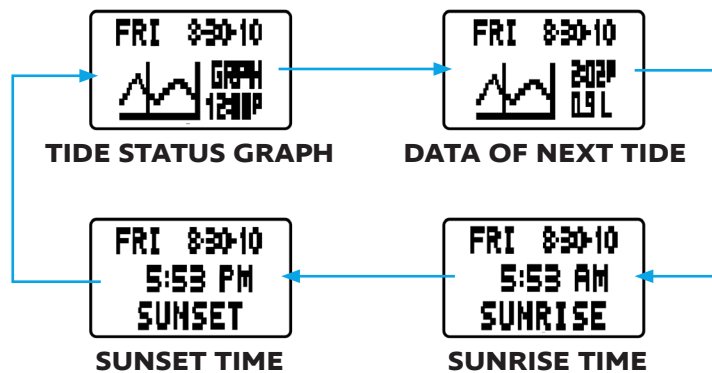 FRI 8-30-10
GRAPH
12:00P
TIDE STATUS GRAPH
FRI 8-30-10
2:02P
0.9 L
DATA OF NEXT TIDE
FRI 8-30-10
5:53 PM
SUNSET
SUNSET TIME
FRI 8-30-10
5:53 AM
SUNRISE
SUNRISE TIME